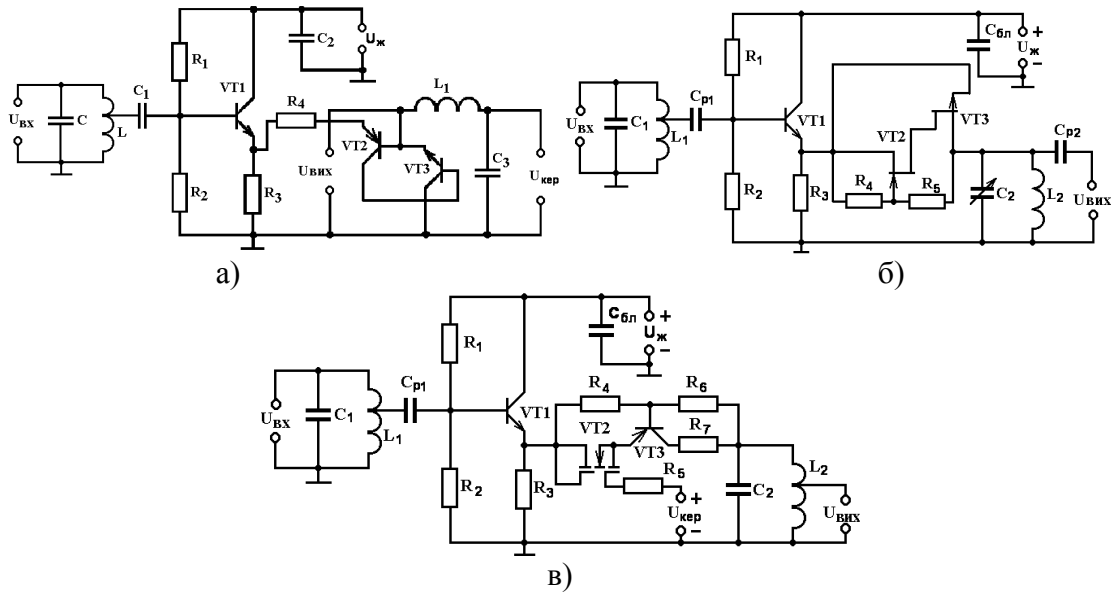 C₂
Uж
R₁
VT1
C₁
R₄
L₁
Uвх
C
L
VT2
VT3
C₃
Uвих
Uкер
R₂
R₃
а)
Cбл
+
Uж
−
R₁
Cр1
VT1
VT2
VT3
Cр2
Uвх
C₁
L₁
R₄
R₅
R₂
R₃
C₂
L₂
Uвих
б)
Cбл
+
Uж
−
R₁
Cр1
VT1
R₄
R₆
VT2
VT3
R₇
Uвх
C₁
L₁
R₂
R₃
R₅
+
Uкер
−
C₂
L₂
Uвих
в)